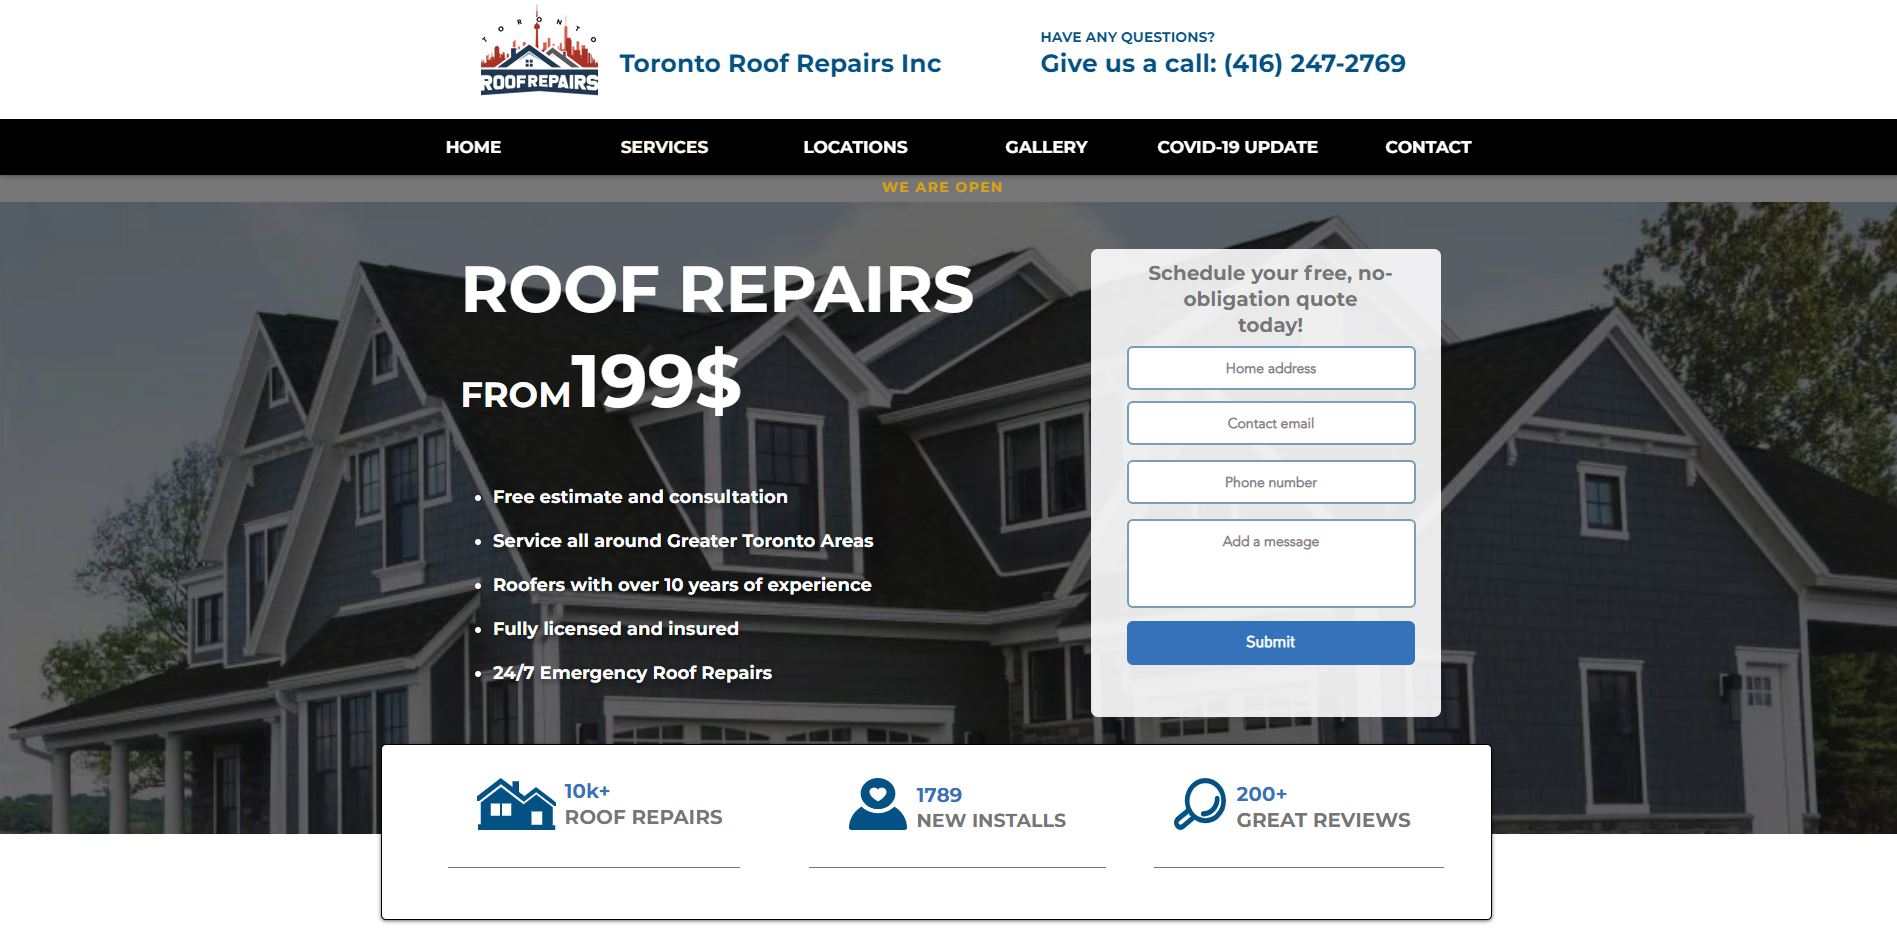 TORONTO
ROOF REPAIRS
Toronto Roof Repairs Inc
HAVE ANY QUESTIONS?
Give us a call: (416) 247-2769
HOME SERVICES LOCATIONS GALLERY COVID-19 UPDATE CONTACT
WE ARE OPEN
ROOF REPAIRS
FROM 199$
• Free estimate and consultation
• Service all around Greater Toronto Areas
• Roofers with over 10 years of experience
• Fully licensed and insured
• 24/7 Emergency Roof Repairs
Schedule your free, no-
obligation quote
today!
Home address
Contact email
Phone number
Add a message
Submit
10k+
ROOF REPAIRS
1789
NEW INSTALLS
200+
GREAT REVIEWS